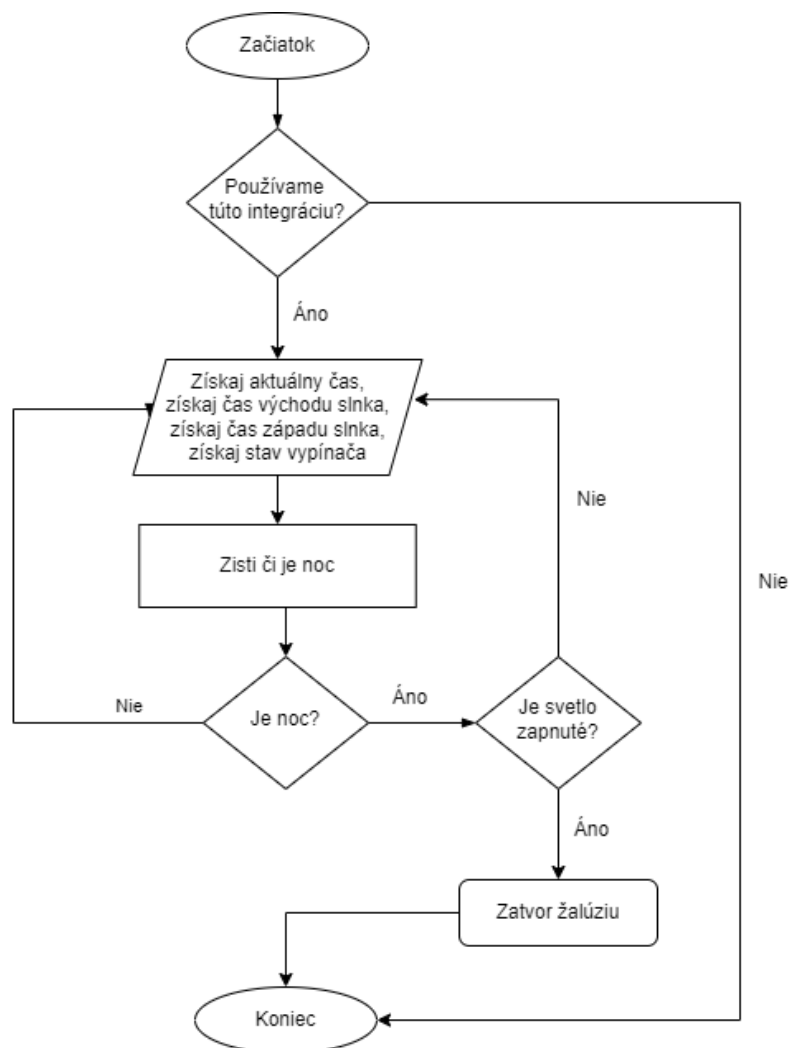 Začiatok
Používame
túto integráciu?
Áno
Získaj aktuálny čas,
získaj čas východu slnka,
získaj čas západu slnka,
získaj stav vypínača
Nie
Zisti či je noc
Nie
Nie
Je noc?
Áno
Je svetlo
zapnuté?
Áno
Zatvor žalúziu
Koniec